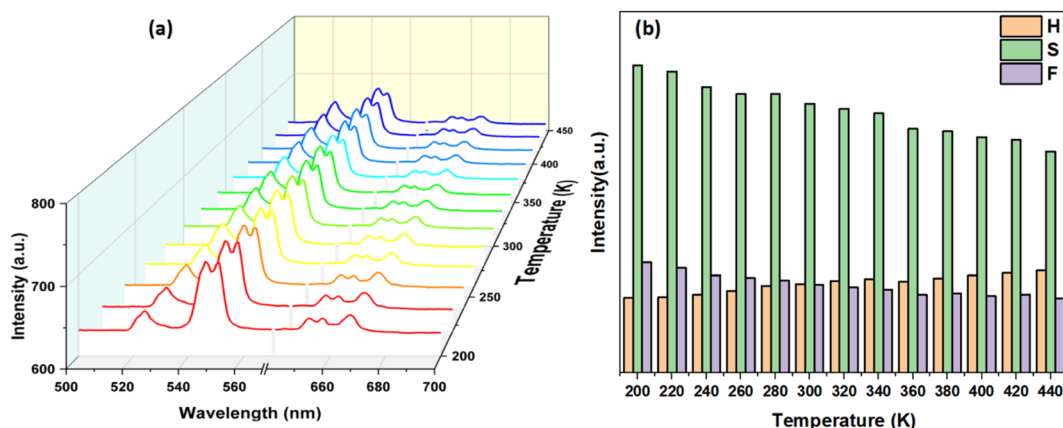 (a)
Intensity (a.u.)
800
700
600
500 520 540 560 660 680 700
Wavelength (nm)
200
250
300
350
400
450
Temperature (K)
(b)
H
S
F
Intensity(a.u.)
200 220 240 260 280 300 320 340 360 380 400 420 440
Temperature (K)